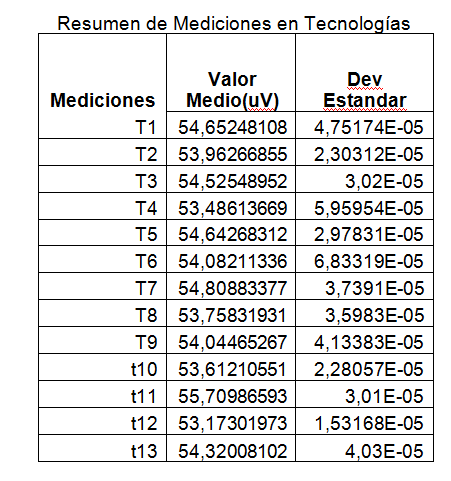 Resumen de Mediciones en Tecnologías
Mediciones Valor Medio(uV) Dev Estandar
T1 54,65248108 4,75174E-05
T2 53,96266855 2,30312E-05
T3 54,52548952 3,02E-05
T4 53,48613669 5,95954E-05
T5 54,64268312 2,97831E-05
T6 54,08211336 6,83319E-05
T7 54,80883377 3,7391E-05
T8 53,75831931 3,5983E-05
T9 54,04465267 4,13383E-05
t10 53,61210551 2,28057E-05
t11 55,70986593 3,01E-05
t12 53,17301973 1,53168E-05
t13 54,32008102 4,03E-05